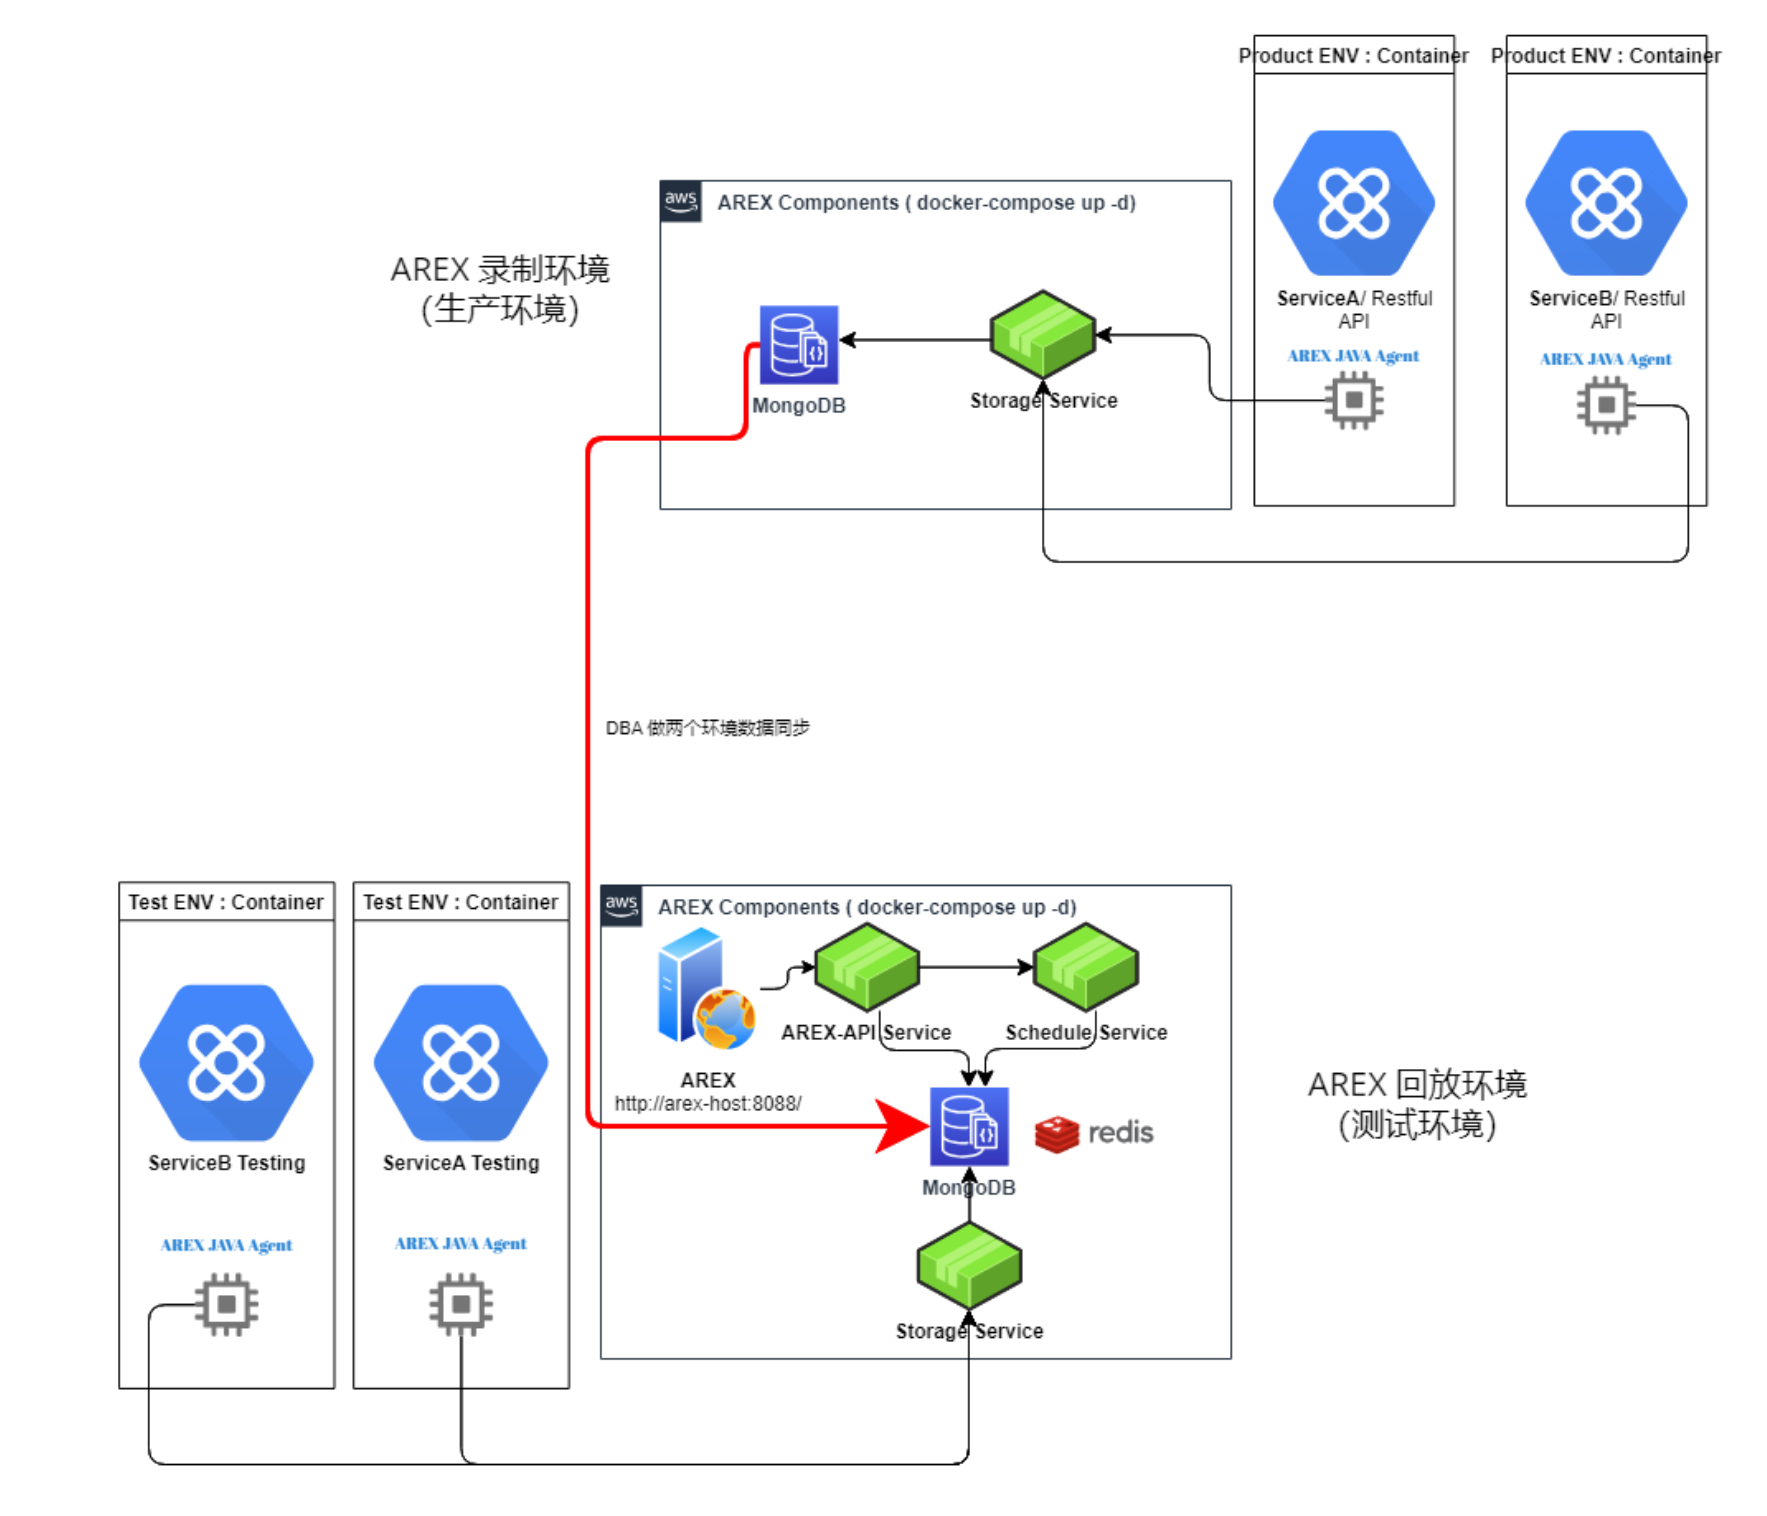 Product ENV : Container
Product ENV : Container
aws
AREX Components ( docker-compose up -d)
AREX 录制环境
（生产环境）
ServiceA/ Restful
API
ServiceB/ Restful
API
AREX JAVA Agent
AREX JAVA Agent
MongoDB
Storage Service
DBA 做两个环境数据同步
Test ENV : Container
Test ENV : Container
aws
AREX Components ( docker-compose up -d)
AREX-API Service
Schedule Service
AREX
http://arex-host:8088/
AREX 回放环境
（测试环境）
redis
ServiceB Testing
ServiceA Testing
MongoDB
AREX JAVA Agent
AREX JAVA Agent
Storage Service